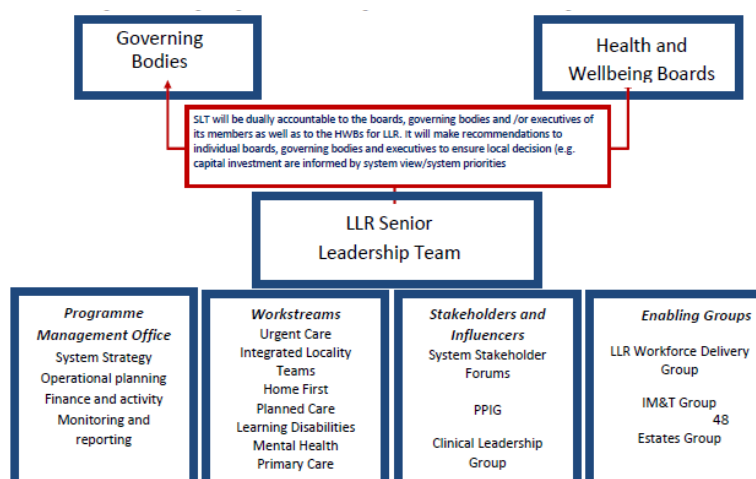 Governing
Bodies
Health and
Wellbeing Boards
SLT will be dually accountable to the boards, governing bodies and /or executives of
its members as well as to the HWBs for LLR. It will make recommendations to
individual boards, governing bodies and executives to ensure local decision (e.g.
capital investment are informed by system view/system priorities
LLR Senior
Leadership Team
Programme
Management Office
System Strategy
Operational planning
Finance and activity
Monitoring and
reporting
Workstreams
Urgent Care
Integrated Locality
Teams
Home First
Planned Care
Learning Disabilities
Mental Health
Primary Care
Stakeholders and
Influencers
System Stakeholder
Forums
PPIG
Clinical Leadership
Group
Enabling Groups
LLR Workforce Delivery
Group
IM&T Group
48
Estates Group